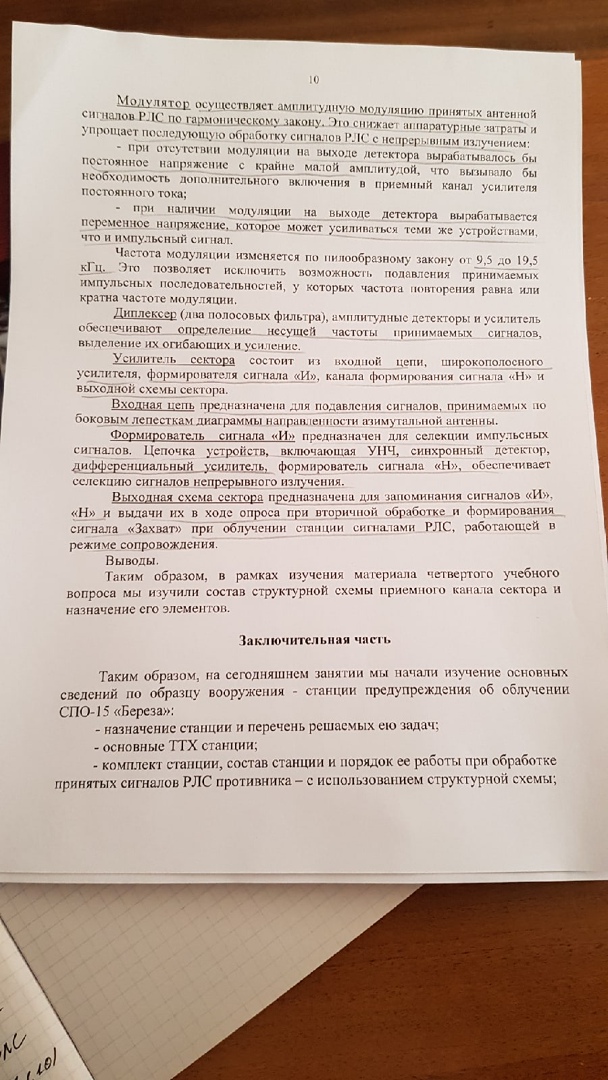 10
Модулятор осуществляет амплитудную модуляцию принятых антенной
сигналов РЛС по гармоническому закону. Это снижает аппаратурные затраты и
упрощает последующую обработку сигналов РЛС с непрерывным излучением:
- при отсутствии модуляции на выходе детектора вырабатывалось бы
постоянное напряжение с крайне малой амплитудой, что вызывало бы
необходимость дополнительного включения в приемный канал усилителя
постоянного тока;
- при наличии модуляции на выходе детектора вырабатывается
переменное напряжение, которое может усиливаться теми же устройствами,
что и импульсный сигнал.
Частота модуляции изменяется по пилообразному закону от 9,5 до 19,5
кГц. Это позволяет исключить возможность подавления принимаемых
импульсных последовательностей, у которых частота повторения равна или
кратна частоте модуляции.
Диплексер (два полосовых фильтра), амплитудные детекторы и усилитель
обеспечивают определение несущей частоты принимаемых сигналов,
выделение их огибающих и усиление.
Усилитель сектора состоит из входной цепи, широкополосного
усилителя, формирователя сигнала «И», канала формирования сигнала «Н» и
выходной схемы сектора.
Входная цепь предназначена для подавления сигналов, принимаемых по
боковым лепесткам диаграммы направленности азимутальной антенны.
Формирователь сигнала «И» предназначен для селекции импульсных
сигналов. Цепочка устройств, включающая УНЧ, синхронный детектор,
дифференциальный усилитель, формирователь сигнала «Н», обеспечивает
селекцию сигналов непрерывного излучения.
Выходная схема сектора предназначена для запоминания сигналов «И»,
«Н» и выдачи их в ходе опроса при вторичной обработке и формирования
сигнала «Захват» при облучении станции сигналами РЛС, работающей в
режиме сопровождения.
Выводы.
Таким образом, в рамках изучения материала четвертого учебного
вопроса мы изучили состав структурной схемы приемного канала сектора и
назначение его элементов.
Заключительная часть
Таким образом, на сегодняшнем занятии мы начали изучение основных
сведений по образцу вооружения - станции предупреждения об облучении
СПО-15 «Береза»:
- назначение станции и перечень решаемых ею задач;
- основные ТТХ станции;
- комплект станции, состав станции и порядок ее работы при обработке
принятых сигналов РЛС противника – с использованием структурной схемы;